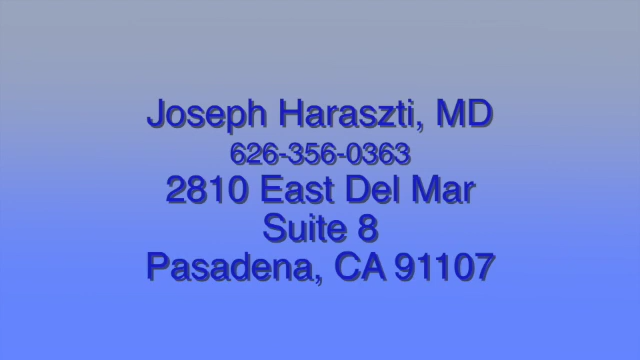 Joseph Haraszti, MD
626-356-0363
2810 East Del Mar
Suite 8
Pasadena, CA 91107